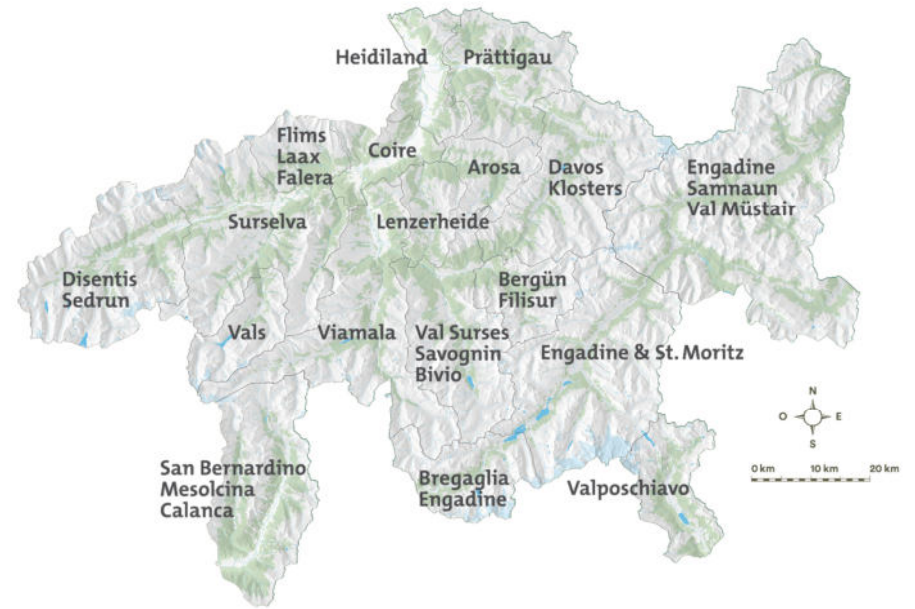 Heidiland
Prättigau
Flims
Laax
Falera
Coire
Arosa
Davos
Klosters
Engadine
Samnaun
Val Müstair
Surselva
Lenzerheide
Disentis
Sedrun
Bergün
Filisur
Vals
Viamala
Val Surses
Savognin
Bivio
Engadine & St. Moritz
N
O E
S
0 km 10 km 20 km
San Bernardino
Mesolcina
Calanca
Bregaglia
Engadine
Valposchiavo